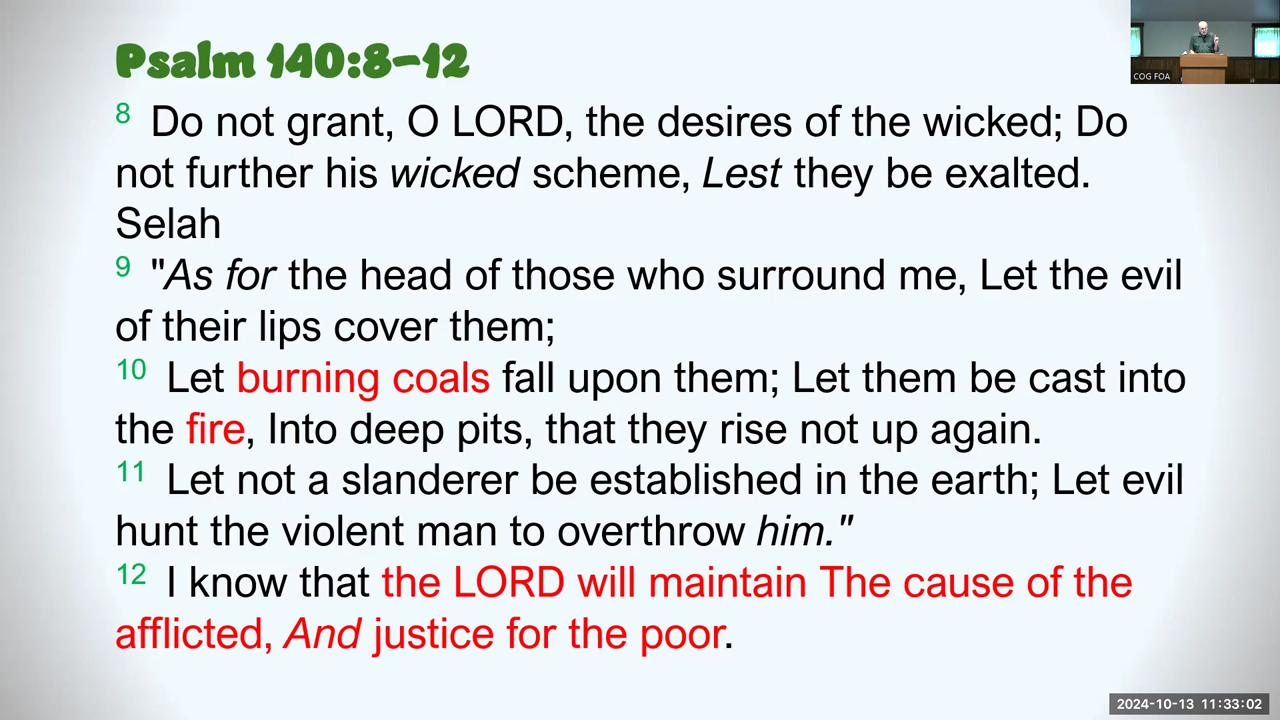 Psalm 140:8–12
COG FOA
8 Do not grant, O LORD, the desires of the wicked; Do
not further his wicked scheme, Lest they be exalted.
Selah
9 "As for the head of those who surround me, Let the evil
of their lips cover them;
10 Let burning coals fall upon them; Let them be cast into
the fire, Into deep pits, that they rise not up again.
11 Let not a slanderer be established in the earth; Let evil
hunt the violent man to overthrow him."
12 I know that the LORD will maintain The cause of the
afflicted, And justice for the poor.
2024-10-13 11:33:02